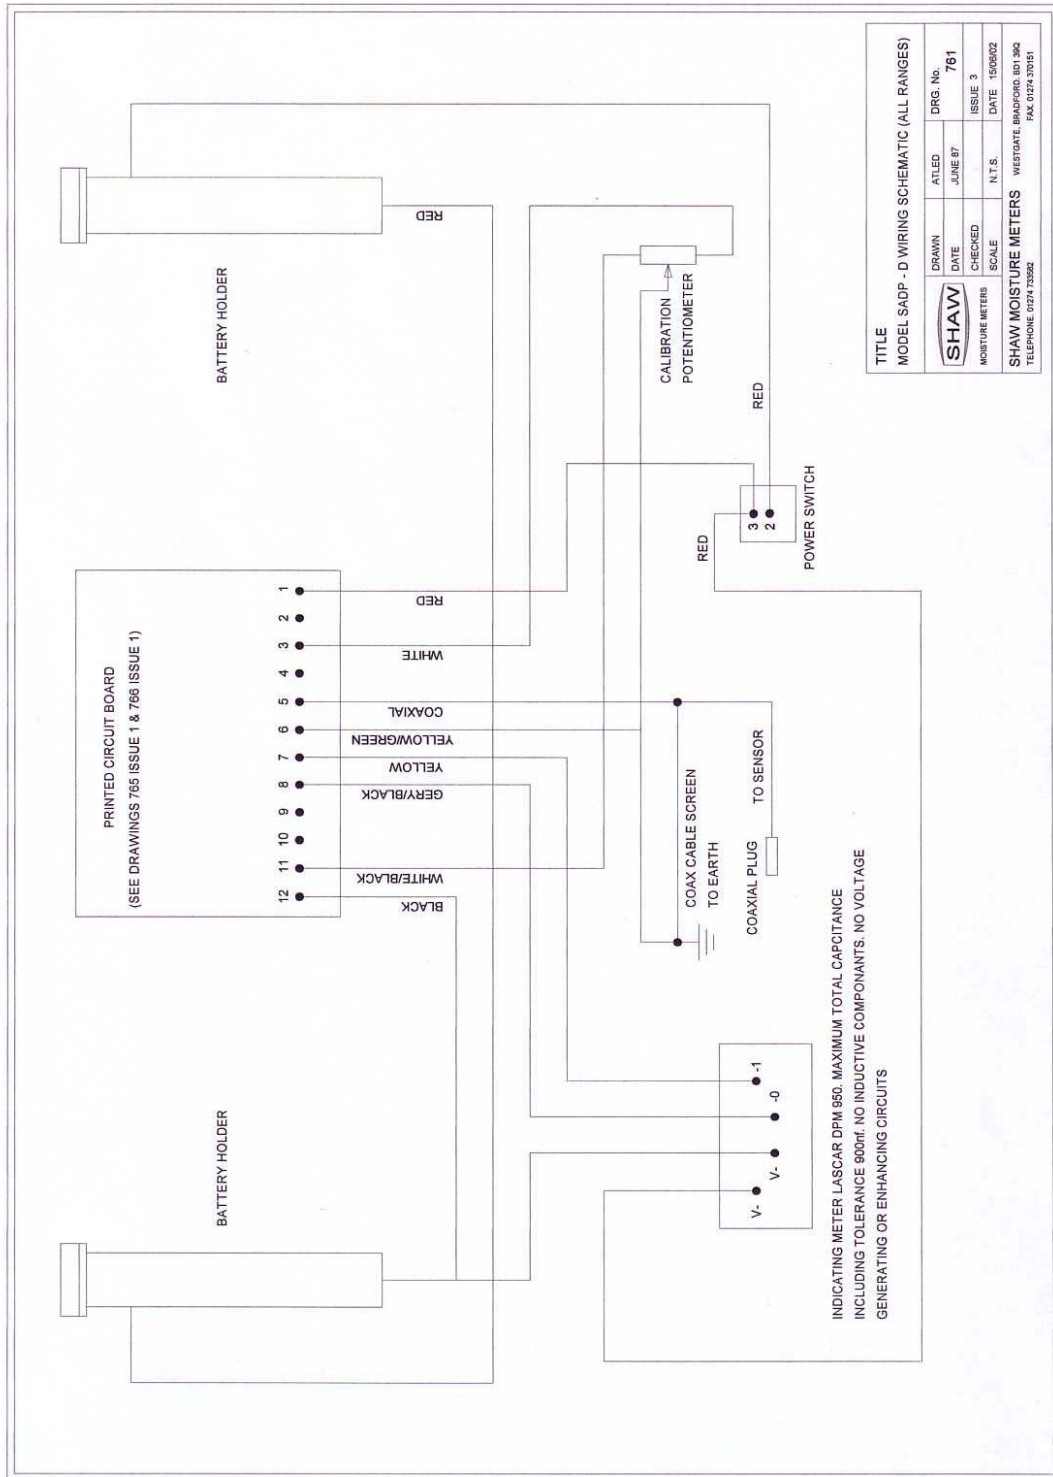 BATTERY HOLDER
PRINTED CIRCUIT BOARD
(SEE DRAWINGS 765 ISSUE 1 & 766 ISSUE 1)
BATTERY HOLDER
12
11
10
9
8
7
6
5
4
3
2
1
BLACK
WHITE/BLACK
GERY/BLACK
YELLOW
YELLOW/GREEN
COAXIAL
WHITE
RED
RED
COAX CABLE SCREEN
TO EARTH
COAXIAL PLUG
TO SENSOR
CALIBRATION
POTENTIOMETER
RED
RED
3
2
POWER SWITCH
V-
V-
-0
-1
INDICATING METER LASCAR DPM 950. MAXIMUM TOTAL CAPCITANCE
INCLUDING TOLERANCE 900nf. NO INDUCTIVE COMPONANTS. NO VOLTAGE
GENERATING OR ENHANCING CIRCUITS
TITLE
MODEL SADP - D WIRING SCHEMATIC (ALL RANGES)
SHAW
MOISTURE METERS
DRAWN ATLED DRG. No. 761
DATE JUNE 87
CHECKED ISSUE 3
SCALE N.T.S. DATE 15/08/02
SHAW MOISTURE METERS WESTGATE, BRADFORD. BD1 3SQ
TELEPHONE. 01274 733582 FAX. 01274 370151